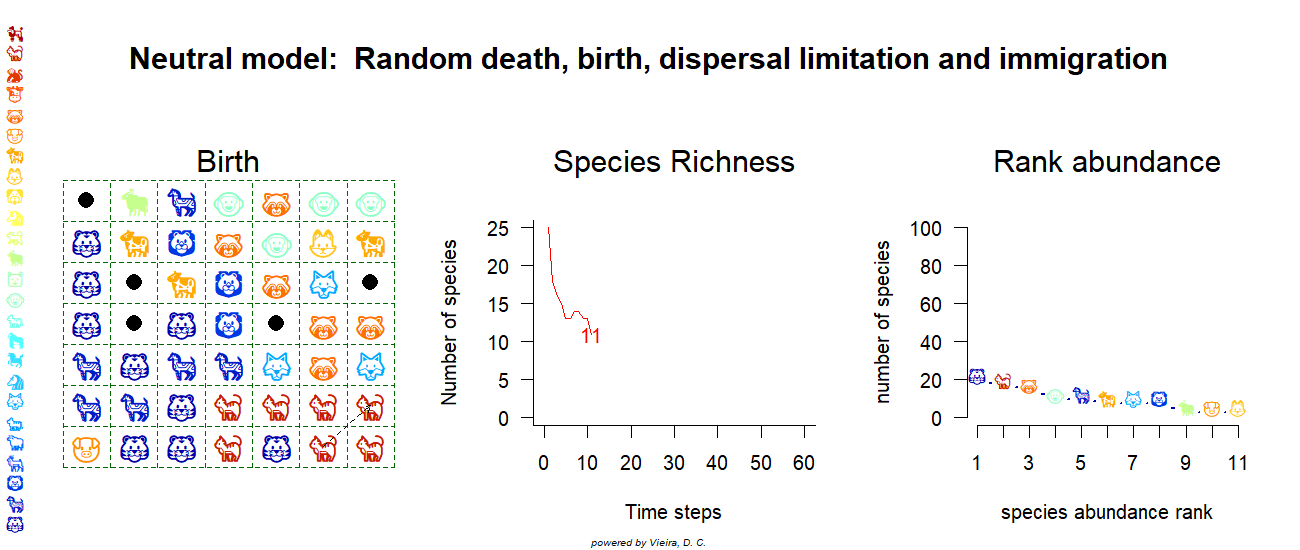 Neutral model:  Random death, birth, dispersal limitation and immigration
Birth
Species Richness
Number of species
25
20
15
10
5
0
11
0 10 20 30 40 50 60
Time steps
Rank abundance
number of species
100
80
60
40
20
0
1 3 5 7 9 11
species abundance rank
powered by Vieira, D. C.